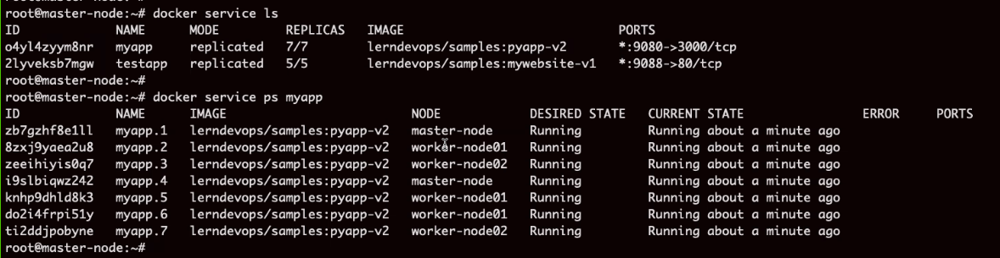 root@master-node:~# docker service ls
ID NAME MODE REPLICAS IMAGE PORTS
o4yl4zyym8nr myapp replicated 7/7 lerndevops/samples:pyapp-v2 *:9080->3000/tcp
2lyveksb7mgw testapp replicated 5/5 lerndevops/samples:mywebsite-v1 *:9088->80/tcp
root@master-node:~#
root@master-node:~# docker service ps myapp
ID NAME IMAGE NODE DESIRED STATE CURRENT STATE ERROR PORTS
zb7gzhf8e1ll myapp.1 lerndevops/samples:pyapp-v2 master-node Running Running about a minute ago
8zxj9yaea2u8 myapp.2 lerndevops/samples:pyapp-v2 worker-node01 Running Running about a minute ago
zeeihiyis0q7 myapp.3 lerndevops/samples:pyapp-v2 worker-node02 Running Running about a minute ago
i9slbiqwz242 myapp.4 lerndevops/samples:pyapp-v2 master-node Running Running about a minute ago
knhp9dhld8k3 myapp.5 lerndevops/samples:pyapp-v2 worker-node01 Running Running about a minute ago
do2i4frpi51y myapp.6 lerndevops/samples:pyapp-v2 worker-node01 Running Running about a minute ago
ti2ddjpobyne myapp.7 lerndevops/samples:pyapp-v2 worker-node02 Running Running about a minute ago
root@master-node:~#